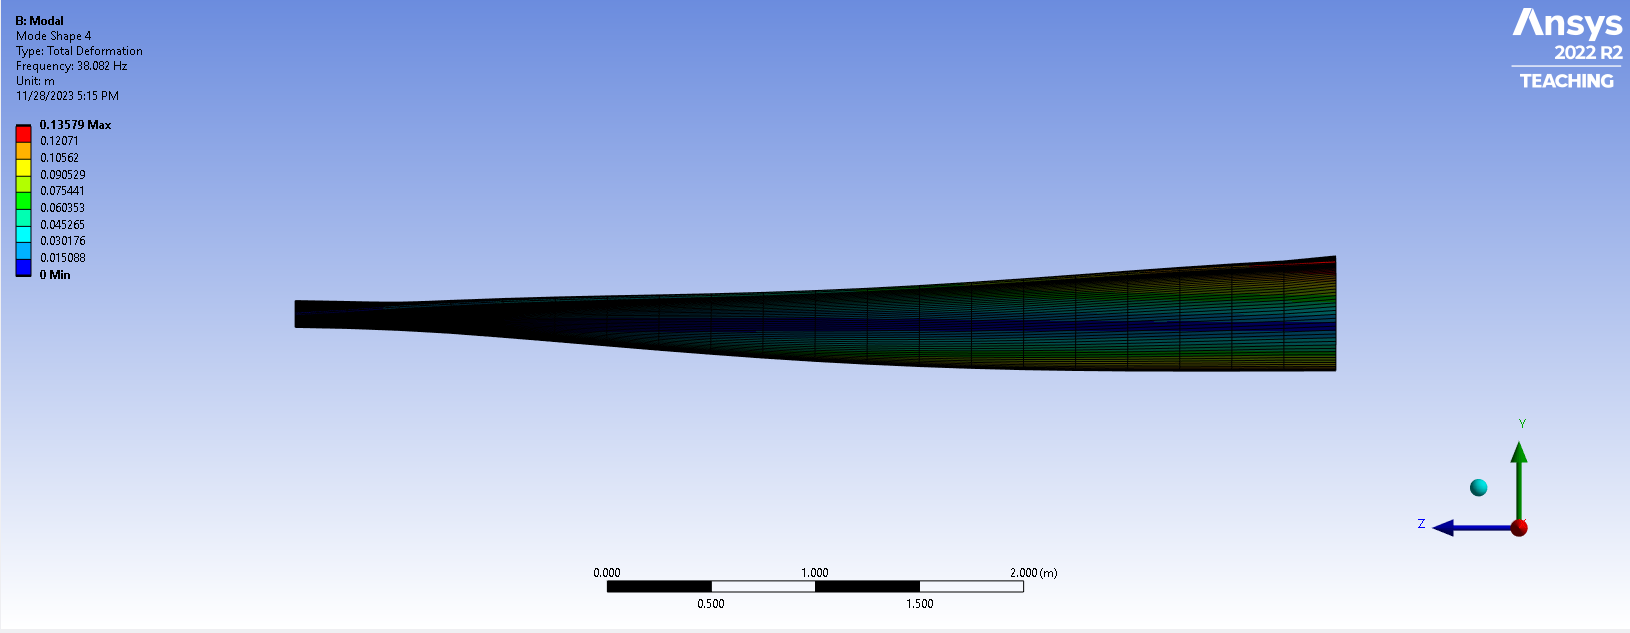 B: Modal
Mode Shape 4
Type: Total Deformation
Frequency: 38.082 Hz
Unit: m
11/28/2023 5:15 PM
Ansys
2022 R2
TEACHING
0.13579 Max
0.12071
0.10562
0.090529
0.075441
0.060353
0.045265
0.030176
0.015088
0 Min
Y
Z
0.000 1.000 2.000 (m)
0.500 1.500